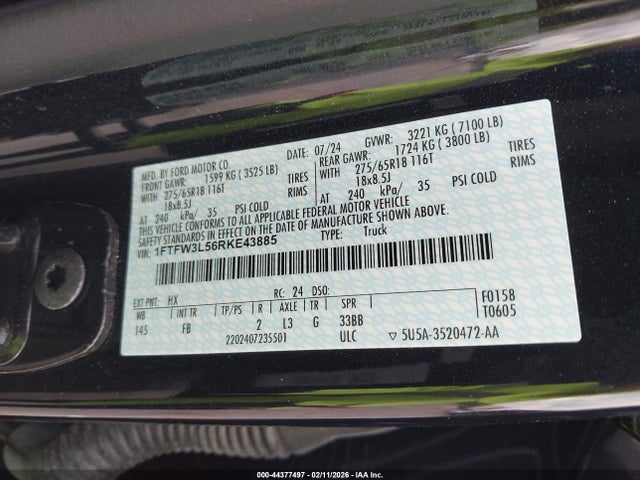 MFD. BY FORD MOTOR CO.
DATE: 07/24 GVWR: 3221 KG ( 7100 LB)
FRONT GAWR: 1599 KG ( 3525 LB)
REAR GAWR: 1724 KG ( 3800 LB)
WITH 275/65R18 116T TIRES
WITH 275/65R18 116T TIRES
18x8.5J RIMS
18x8.5J RIMS
AT 240 kPa/ 35 PSI COLD
AT 240 kPa/ 35 PSI COLD
THIS VEHICLE CONFORMS TO ALL APPLICABLE FEDERAL MOTOR VEHICLE
SAFETY STANDARDS IN EFFECT ON THE DATE OF MANUFACTURE SHOWN ABOVE.
VIN: 1FTFW3L56RKE43885
TYPE: Truck
EXT PNT: HX RC: 24 DSO:
F0158
T0605
WB TP/PS R AXLE TR SPR
145 FB 2 L3 G 33BB
2202407235501 ULC
5U5A-3520472-AA
000-44377497 - 02/11/2026 - IAA Inc.